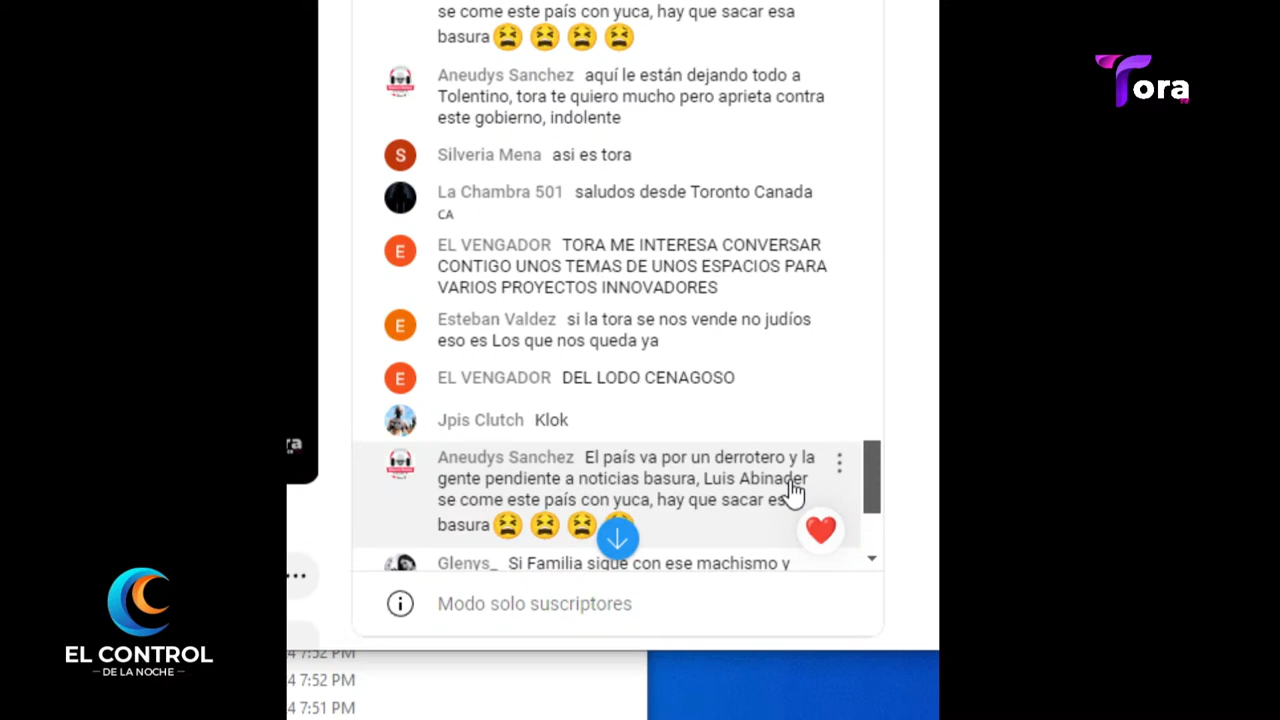 se come este país con yuca, hay que sacar esa
basura
Aneudys Sanchez aquí le están dejando todo a
Tolentino, tora te quiero mucho pero aprieta contra
este gobierno, indolente
Silveria Mena asi es tora
La Chambra 501 saludos desde Toronto Canada
CA
EL VENGADOR TORA ME INTERESA CONVERSAR
CONTIGO UNOS TEMAS DE UNOS ESPACIOS PARA
VARIOS PROYECTOS INNOVADORES
Esteban Valdez si la tora se nos vende no judíos
eso es Los que nos queda ya
EL VENGADOR DEL LODO CENAGOSO
Jpis Clutch Klok
Aneudys Sanchez El país va por un derrotero y la
gente pendiente a noticias basura, Luis Abinader
se come este país con yuca, hay que sacar esa
basura
Glenys_ Si Familia sigue con ese machismo y
Modo solo suscriptores
4 7:52 PM
4 7:52 PM
4 7:51 PM
Tora
EL CONTROL
DE LA NOCHE
S
E
E
E